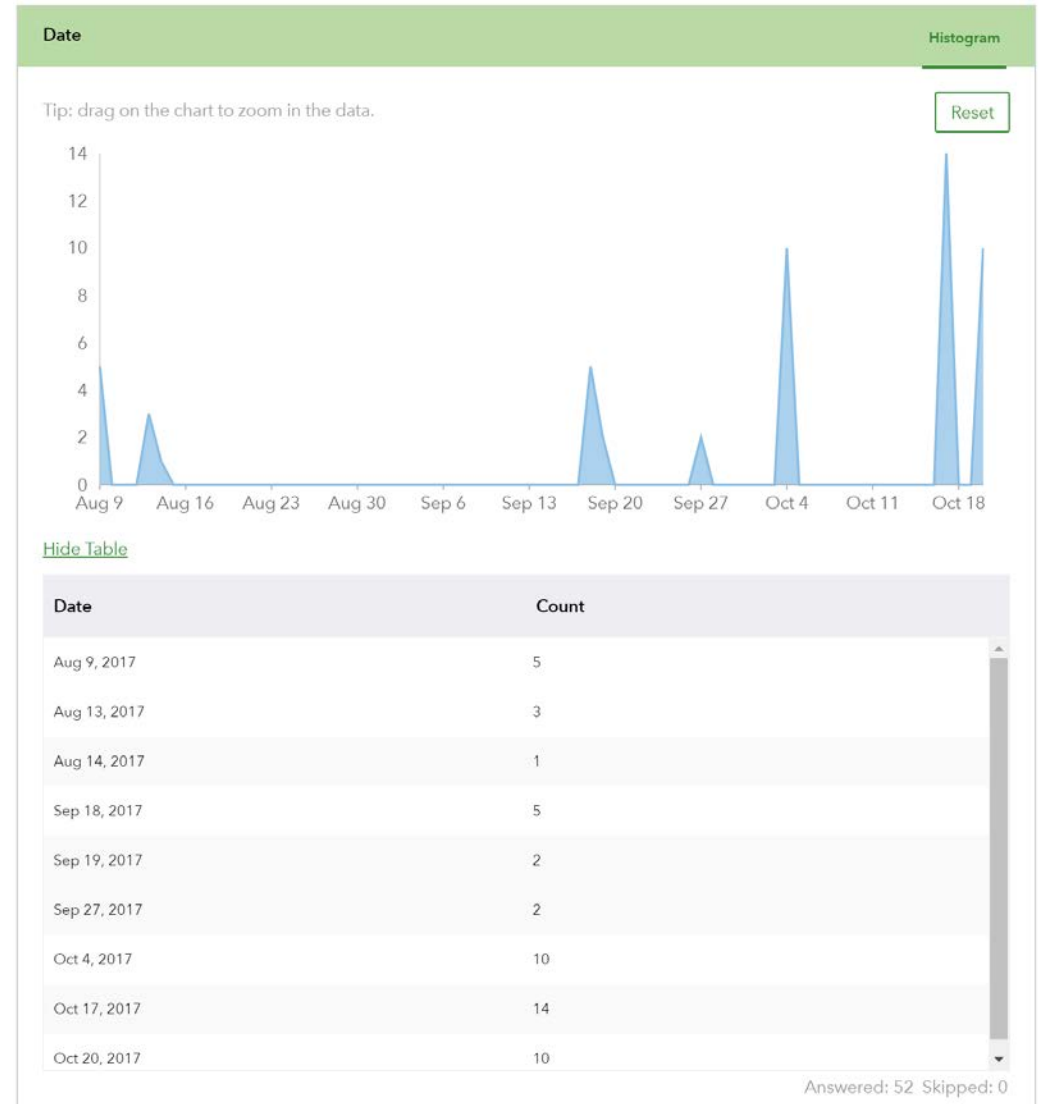 Date Histogram
Tip: drag on the chart to zoom in the data. Reset
14
12
10
8
6
4
2
0
Aug 9 Aug 16 Aug 23 Aug 30 Sep 6 Sep 13 Sep 20 Sep 27 Oct 4 Oct 11 Oct 18
Hide Table
Date Count
Aug 9, 2017 5
Aug 13, 2017 3
Aug 14, 2017 1
Sep 18, 2017 5
Sep 19, 2017 2
Sep 27, 2017 2
Oct 4, 2017 10
Oct 17, 2017 14
Oct 20, 2017 10
Answered: 52 Skipped: 0